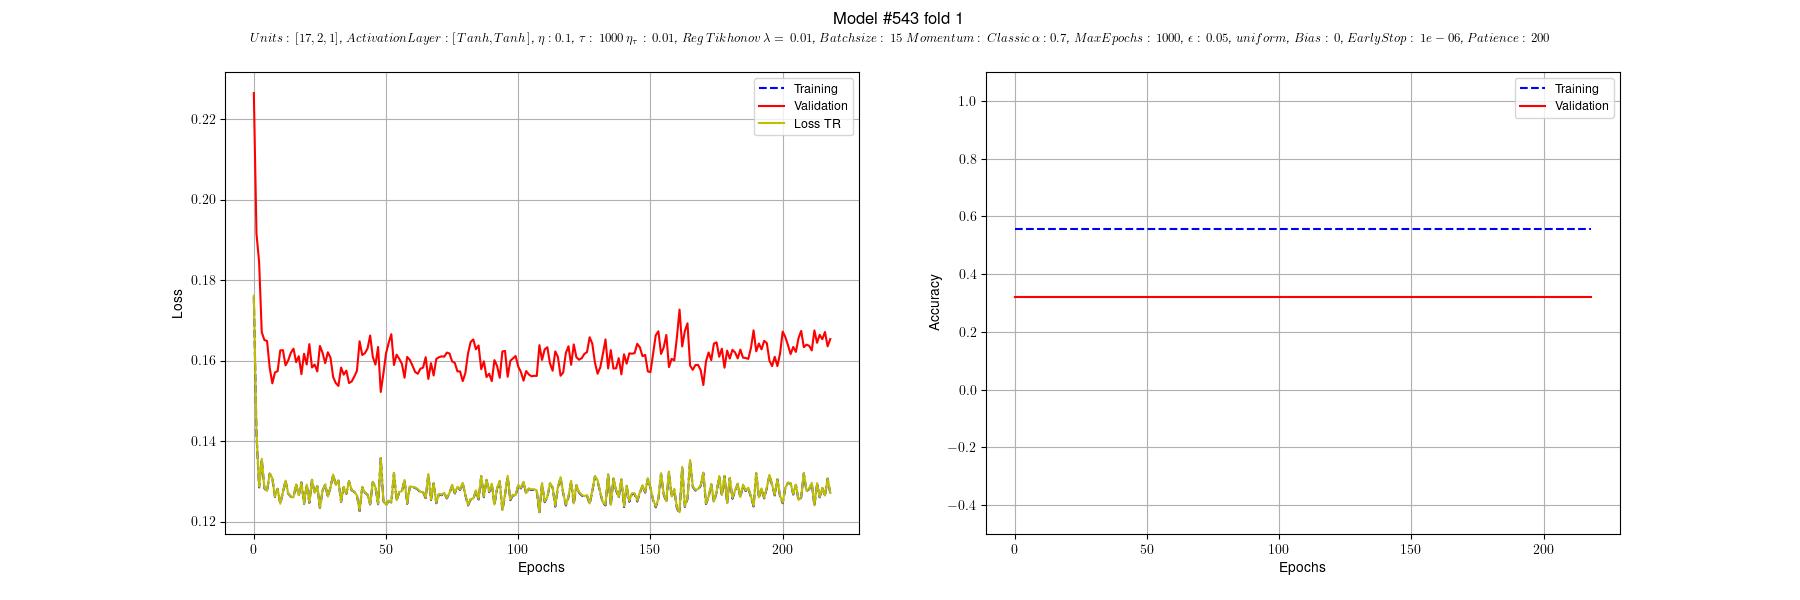 Model #543 fold 1
Units : [17, 2, 1], ActivationLayer : [Tanh, Tanh], η : 0.1, τ : 1000 η_τ : 0.01, Reg Tikhonov λ = 0.01, Batchsize : 15 Momentum : Classic α : 0.7, MaxEpochs : 1000, ϵ : 0.05, uniform, Bias : 0, EarlyStop : 1e − 06, Patience : 200
Training
Validation
Loss TR
0.22
0.20
0.18
0.16
0.14
0.12
Loss
0
50
100
150
200
Epochs
Training
Validation
1.0
0.8
0.6
0.4
0.2
0.0
−0.2
−0.4
Accuracy
0
50
100
150
200
Epochs